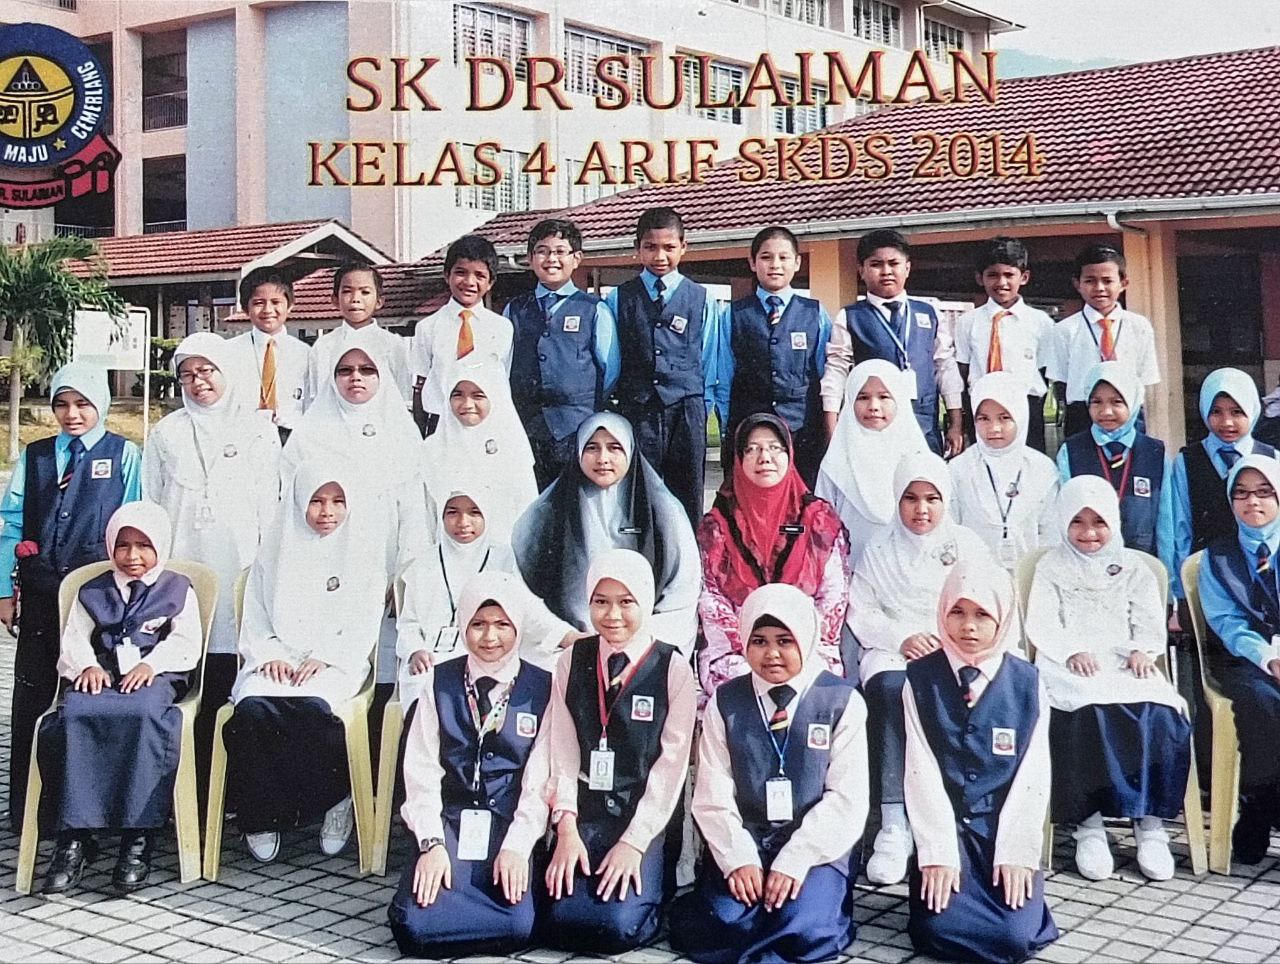 SK DR SULAIMAN
KELAS 4 ARIF SKDS 2014
MAJU ★ CEMERLANG
DR. SULAIMAN